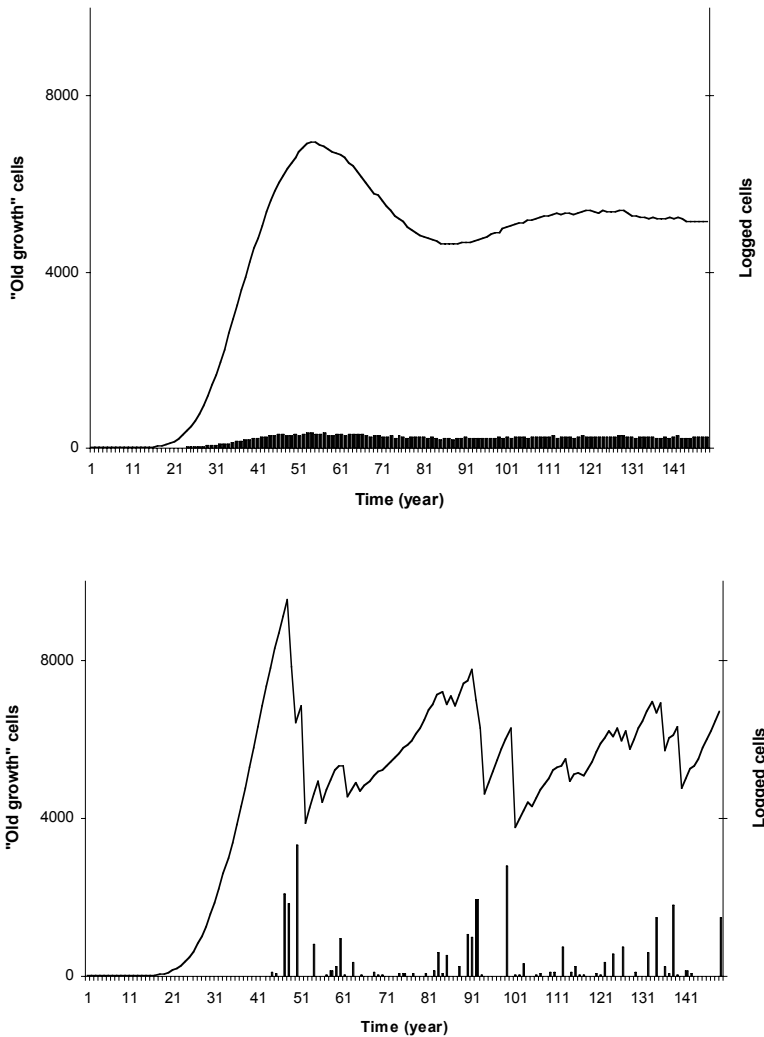 8000
4000
0
"Old growth" cells
Logged cells
1 11 21 31 41 51 61 71 81 91 101 111 121 131 141
Time (year)
8000
4000
0
"Old growth" cells
Logged cells
1 11 21 31 41 51 61 71 81 91 101 111 121 131 141
Time (year)